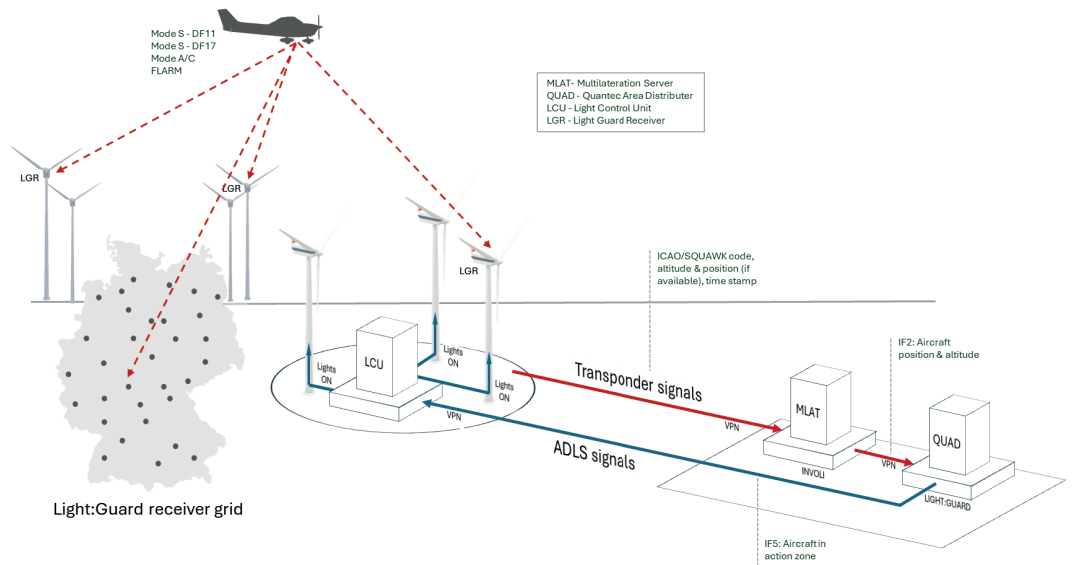 Mode S - DF11
Mode S - DF17
Mode A/C
FLARM
MLAT- Multilateration Server
QUAD - Quantec Area Distributer
LCU - Light Control Unit
LGR - Light Guard Receiver
LGR
LGR
LGR
ICAO/SQUAWK code,
altitude & position (if
available), time stamp
IF2: Aircraft
position & altitude
LCU
Lights
ON
Lights
ON
Lights
ON
Transponder signals
VPN
ADLS signals
VPN
MLAT
INVOLI
VPN
QUAD
LIGHT:GUARD
Light:Guard receiver grid
IF5: Aircraft in
action zone